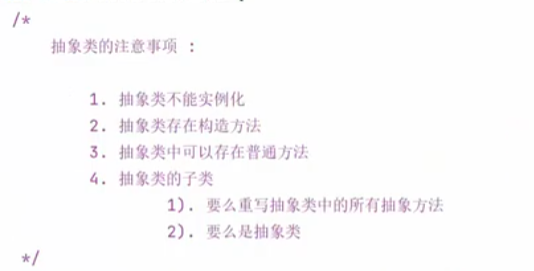 /*
抽象类的注意事项 :
1. 抽象类不能实例化
2. 抽象类存在构造方法
3. 抽象类中可以存在普通方法
4. 抽象类的子类
1). 要么重写抽象类中的所有抽象方法
2). 要么是抽象类
*/